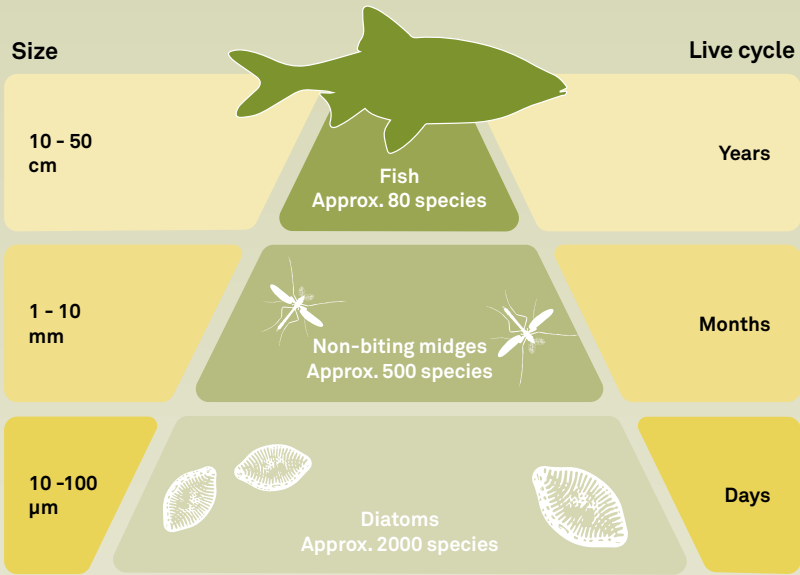 Size
Live cycle
10 - 50
cm
Years
Fish
Approx. 80 species
1 - 10
mm
Months
Non-biting midges
Approx. 500 species
10 -100
µm
Days
Diatoms
Approx. 2000 species